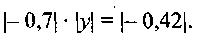 |– 0,7| · |y| = |– 0,42|.